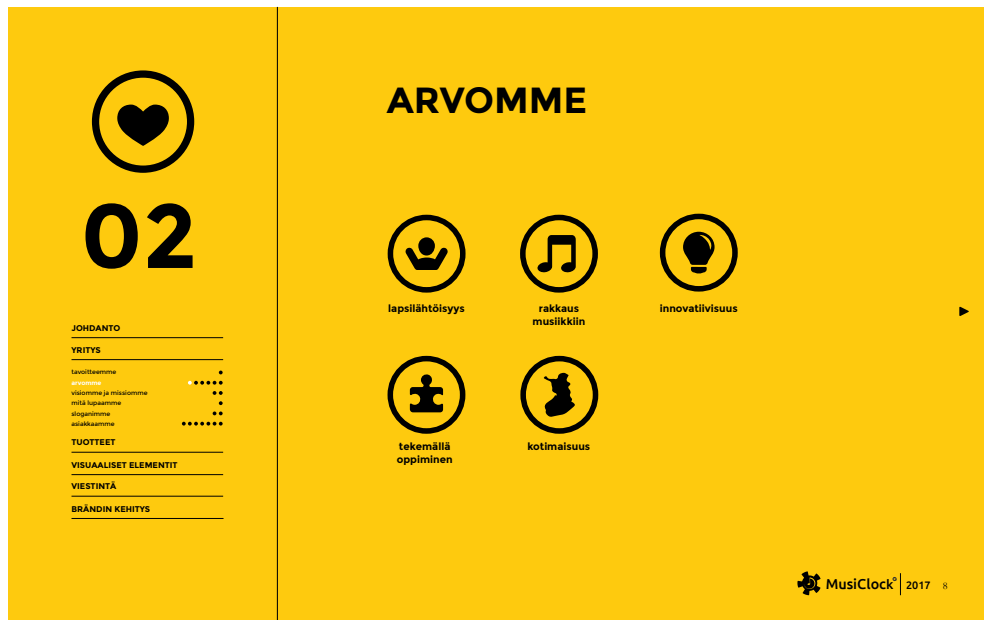 02
JOHDANTO
YRITYS
tavoitteemme
arvomme
visiomme ja missiomme
mitä lupaamme
sloganimme
asiakkaamme
TUOTTEET
VISUAALISET ELEMENTIT
VIESTINTÄ
BRÄNDIN KEHITYS
ARVOMME
lapsilähtöisyys
rakkaus
musiikkiin
innovatiivisuus
tekemällä
oppiminen
kotimaisuus
MusiClock° 2017 8